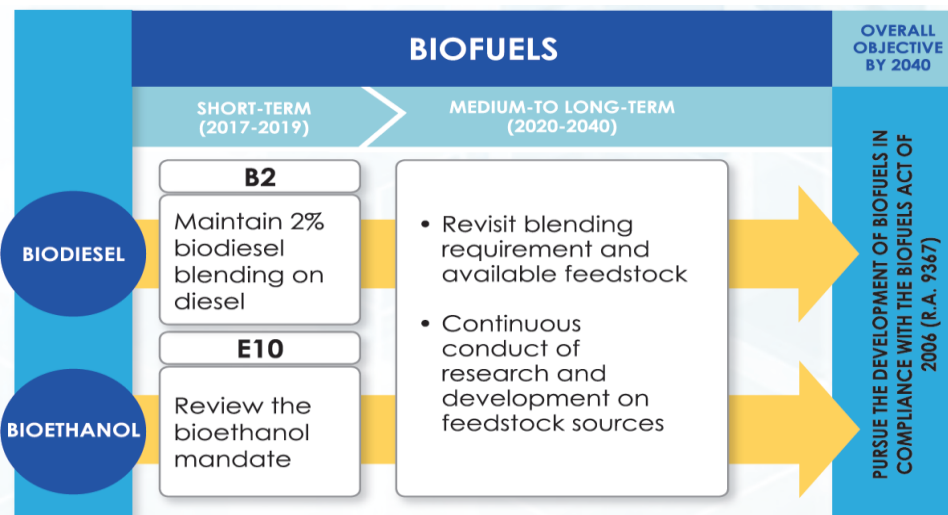 BIOFUELS
OVERALL
OBJECTIVE
BY 2040
SHORT-TERM
(2017-2019)
MEDIUM-TO LONG-TERM
(2020-2040)
BIODIESEL
B2
Maintain 2%
biodiesel
blending on
diesel
BIOETHANOL
E10
Review the
bioethanol
mandate
• Revisit blending
requirement and
available feedstock
• Continuous
conduct of
research and
development on
feedstock sources
PURSUE THE DEVELOPMENT OF BIOFUELS IN
COMPLIANCE WITH THE BIOFUELS ACT OF
2006 (R.A. 9367)